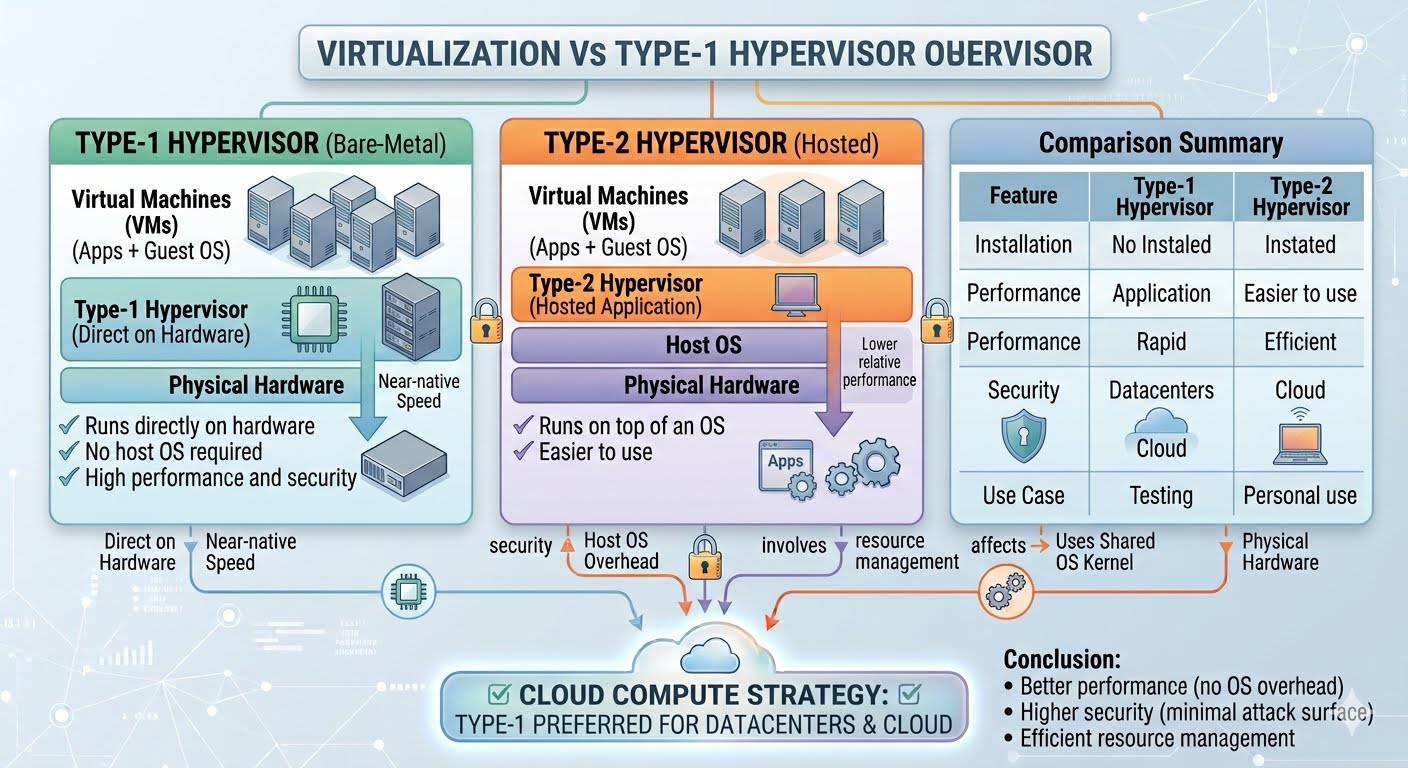 VIRTUALIZATION Vs TYPE-1 HYPERVISOR OBERVISOR
TYPE-1 HYPERVISOR (Bare-Metal)
Virtual Machines
(VMs)
(Apps + Guest OS)
Type-1 Hypervisor
(Direct on Hardware)
Physical Hardware
Near-native
Speed
Runs directly on hardware
No host OS required
High performance and security
TYPE-2 HYPERVISOR (Hosted)
Virtual Machines
(VMs)
(Apps + Guest OS)
Type-2 Hypervisor
(Hosted Application)
Host OS
Physical Hardware
Lower
relative
performance
Runs on top of an OS
Easier to use
Apps
Comparison Summary
Feature
Type-1
Hypervisor
Type-2
Hypervisor
Installation
No Instaled
Instated
Performance
Application
Easier to use
Performance
Rapid
Efficient
Security
Datacenters
Cloud
Cloud
Use Case
Testing
Personal use
Direct on
Hardware
Near-native
Speed
security
Host OS
Overhead
involves
resource
management
affects
Uses Shared
OS Kernel
Physical
Hardware
CLOUD COMPUTE STRATEGY:
TYPE-1 PREFERRED FOR DATACENTERS & CLOUD
Conclusion:
• Better performance (no OS overhead)
• Higher security (minimal attack surface)
• Efficient resource management